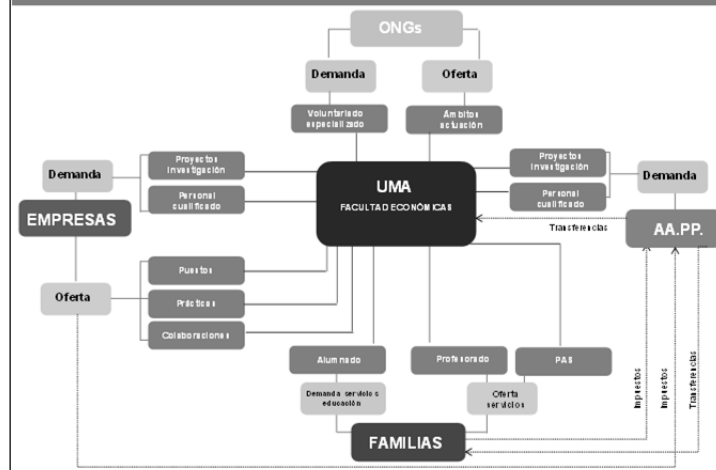 ONGs
Demanda
Oferta
Voluntariado
especializado
Ámbitos
actuación
Demanda
Proyectos
Investigación
Personal
cualificado
EMPRESAS
UMA
FACULTAD ECONÓMICAS
Proyectos
Investigación
Personal
cualificado
Demanda
Transferencias
AA.PP.
Oferta
Puestos
Prácticas
Colaboraciones
Alumnado
Profesorado
PAS
Demanda servicios
educación
Oferta
servicios
FAMILIAS
Impuestos
Impuestos
Transferencias